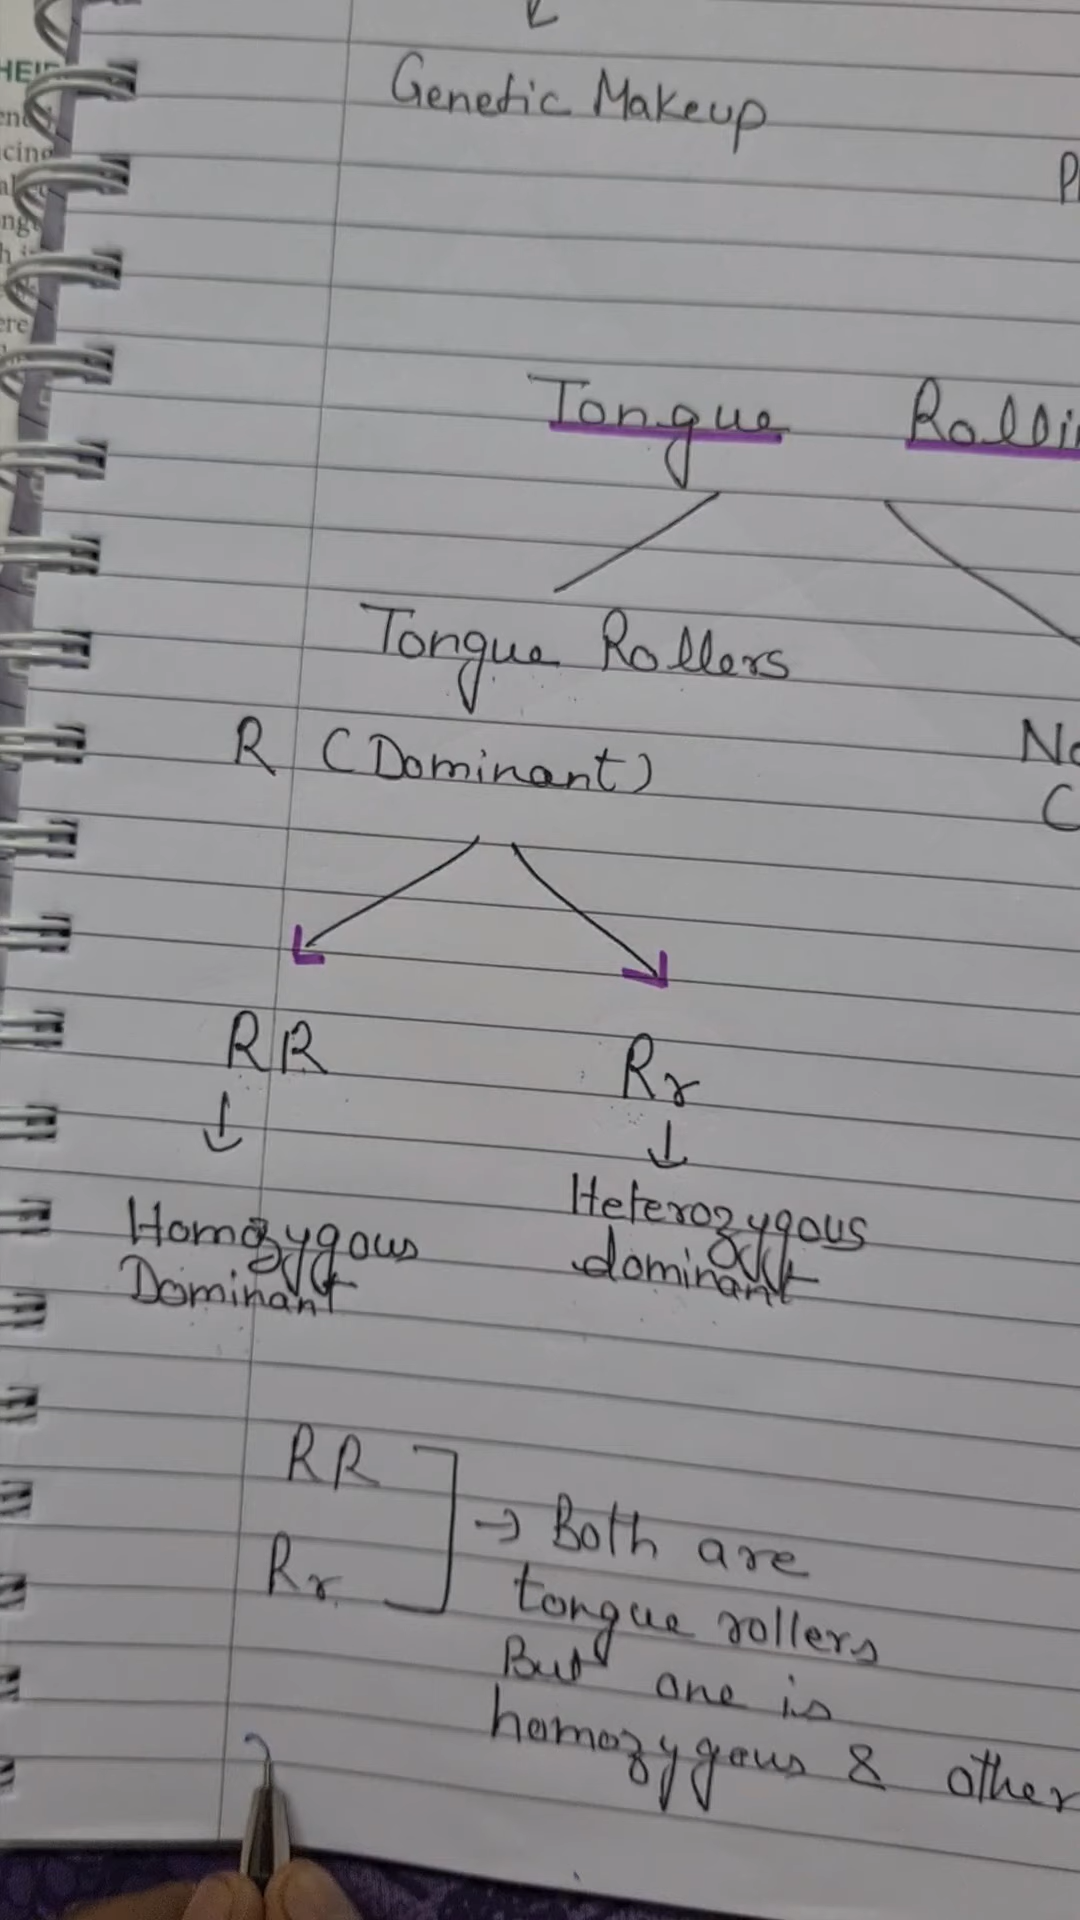 Genetic Makeup
Tongue Rolli
Tongue Rollers
R (Dominant)
RR Rr
↓ ↓
Homozygous
Dominant
Heterozygous
dominant
RR
Rr
→ Both are
tongue rollers
But one is
homozygous & other